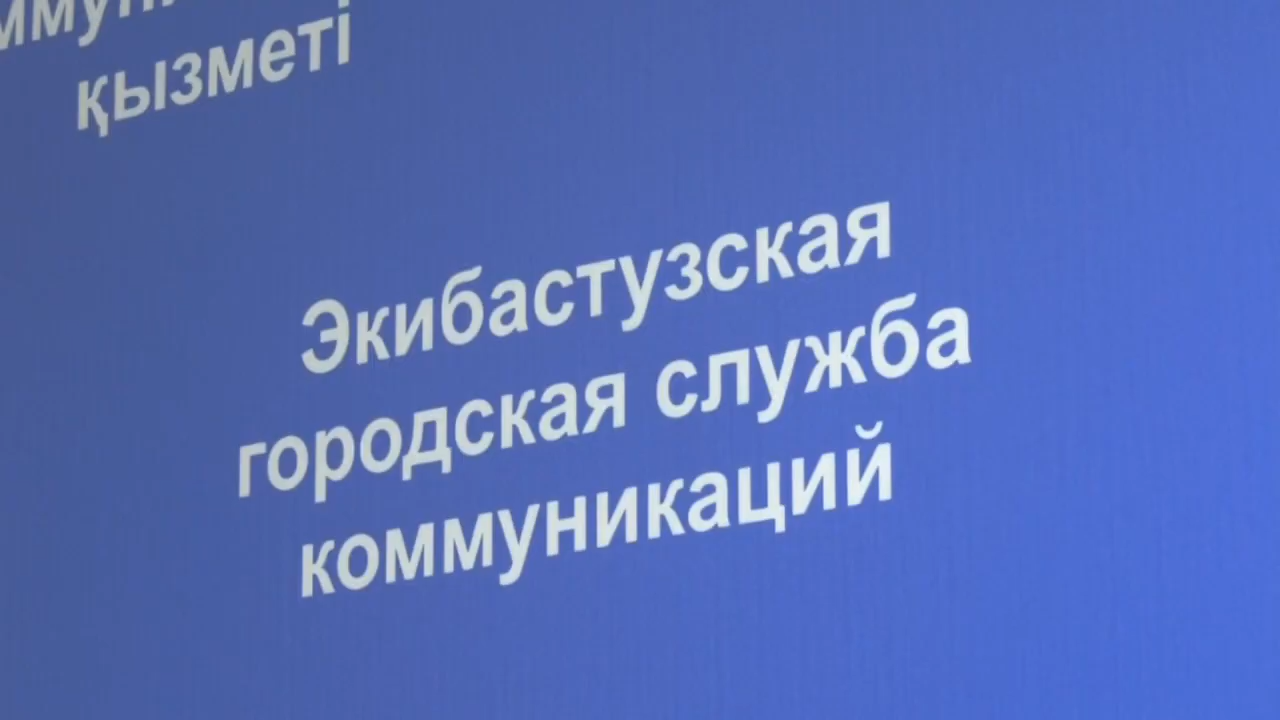 қызметі
Экибастузская
городская служба
коммуникаций